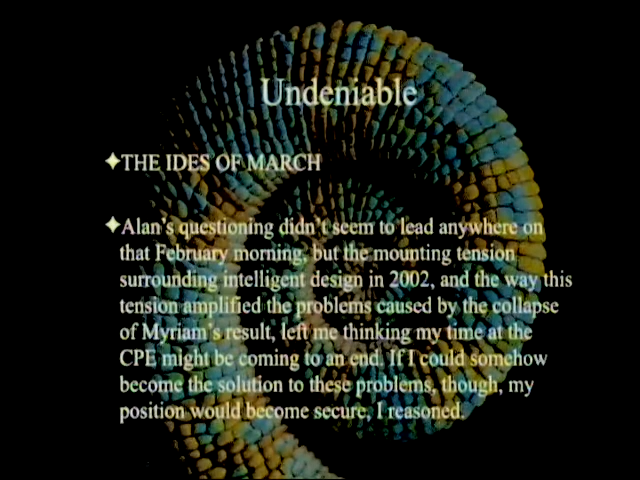 Undeniable
✦THE IDES OF MARCH
✦Alan's questioning didn't seem to lead anywhere on
that February morning, but the mounting tension
surrounding intelligent design in 2002, and the way this
tension amplified the problems caused by the collapse
of Myriam's result, left me thinking my time at the
CPE might be coming to an end. If I could somehow
become the solution to these problems, though, my
position would become secure, I reasoned.